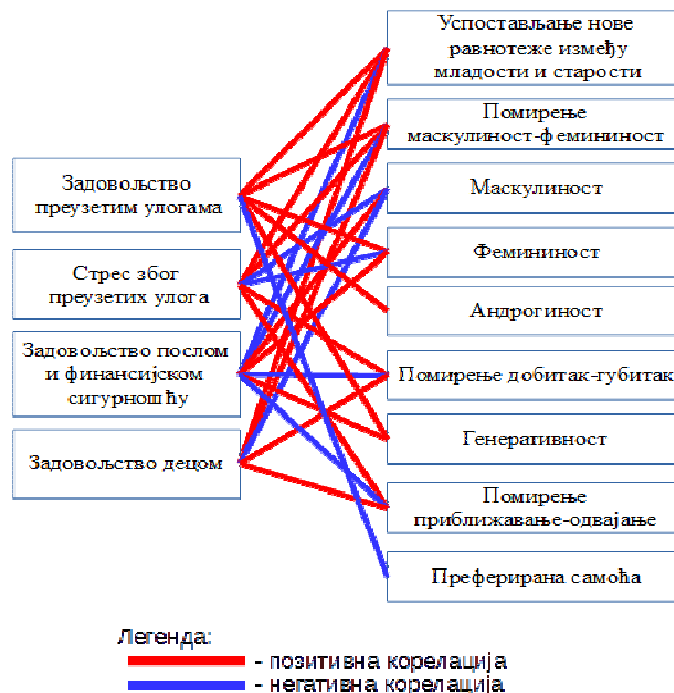 Задовољство
преузетим улогама
Стрес због
преузетих улога
Задовољство послом
и финансијском
сигурношћу
Задовољство децом
Успостављање нове
равнотеже између
младости и старости
Помирење
маскулиност-фемининост
Маскулиност
Фемининост
Андрогиност
Помирење добитак-губитак
Генеративност
Помирење
приближавање-одвајање
Преферирана самоћа
Легенда:
- позитивна корелација
- негативна корелација